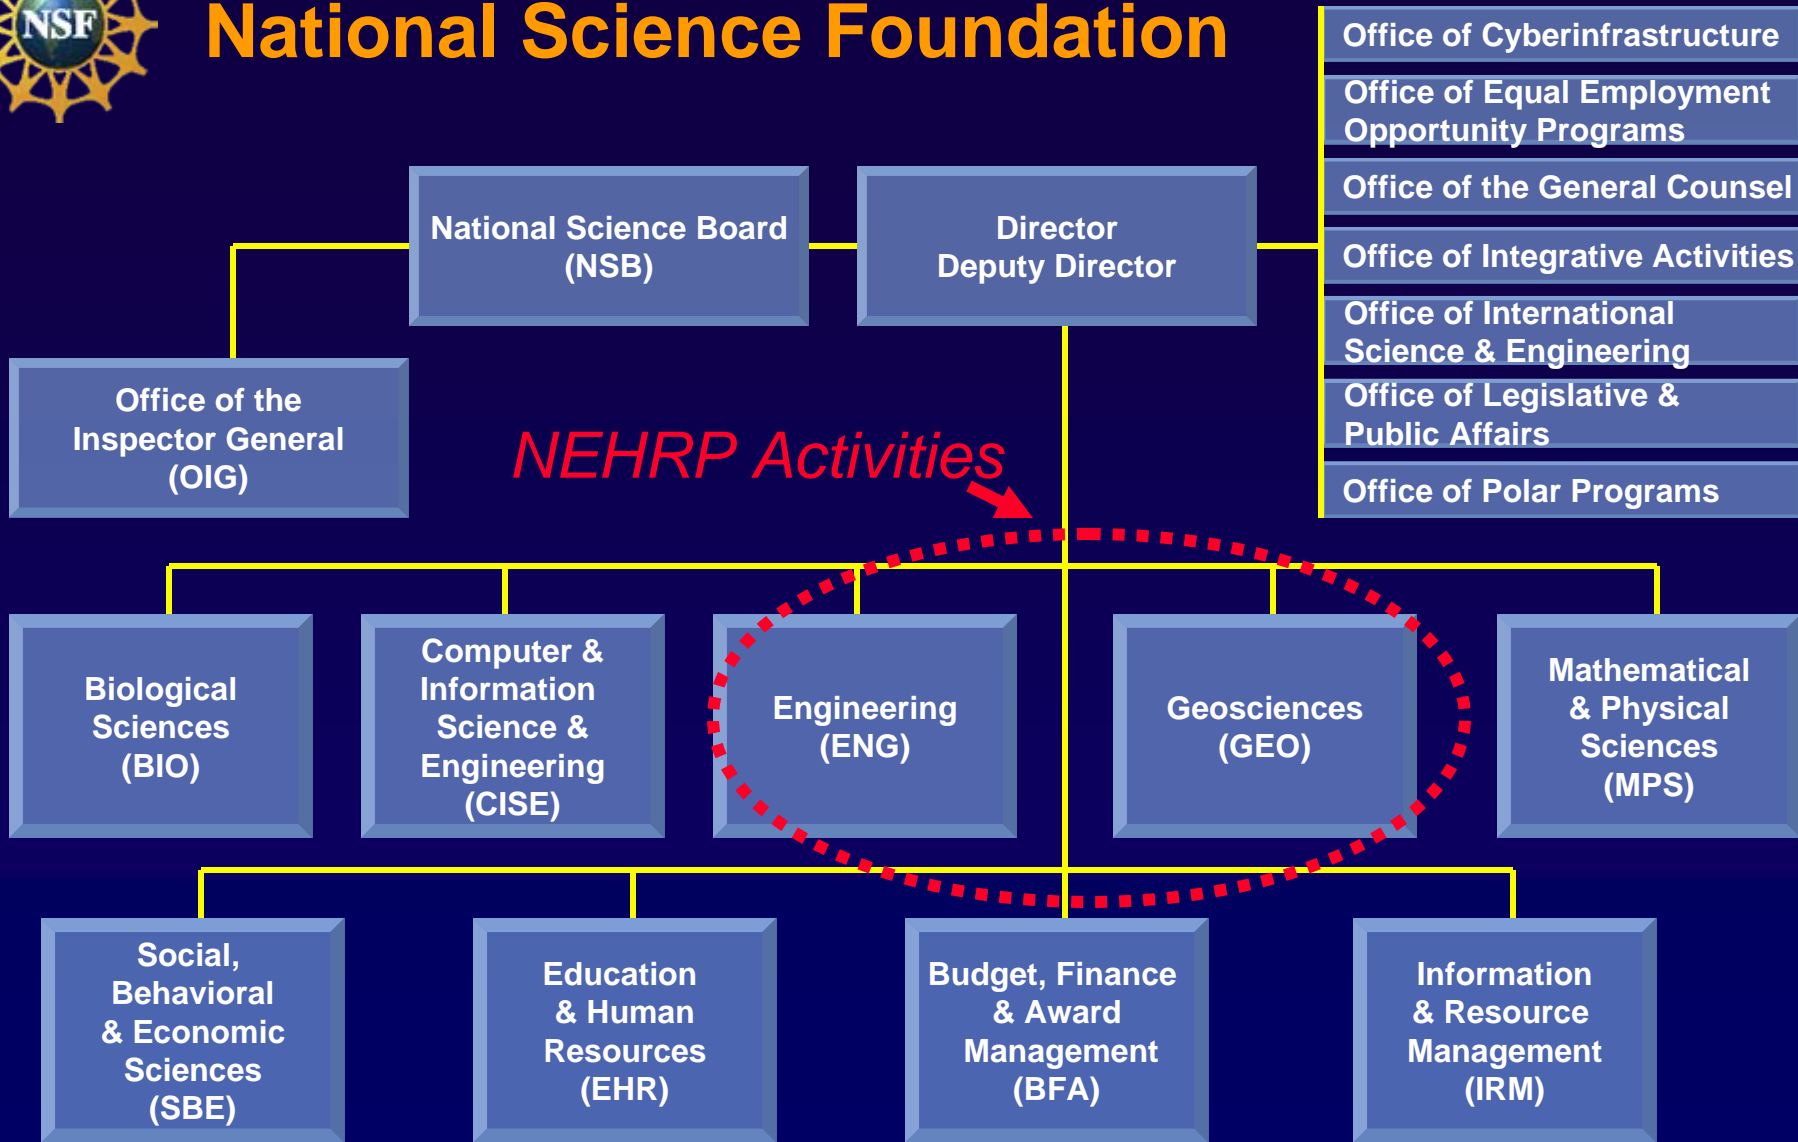 NSF
National Science Foundation
Office of Cyberinfrastructure
Office of Equal Employment
Opportunity Programs
Office of the General Counsel
Office of Integrative Activities
Office of International
Science & Engineering
Office of Legislative &
Public Affairs
Office of Polar Programs
National Science Board
(NSB)
Director
Deputy Director
Office of the
Inspector General
(OIG)
NEHRP Activities
Biological
Sciences
(BIO)
Computer &
Information
Science &
Engineering
(CISE)
Engineering
(ENG)
Geosciences
(GEO)
Mathematical
& Physical
Sciences
(MPS)
Social,
Behavioral
& Economic
Sciences
(SBE)
Education
& Human
Resources
(EHR)
Budget, Finance
& Award
Management
(BFA)
Information
& Resource
Management
(IRM)